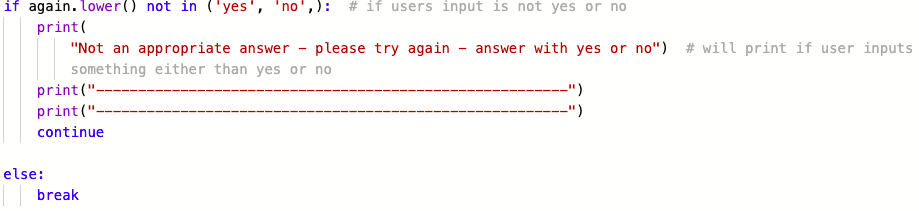 if again.lower() not in ('yes', 'no',):  # if users input is not yes or no
print(
"Not an appropriate answer – please try again – answer with yes or no")  # will print if user inputs
something either than yes or no
print("--------------------------------------------------------")
print("--------------------------------------------------------")
continue
else:
break